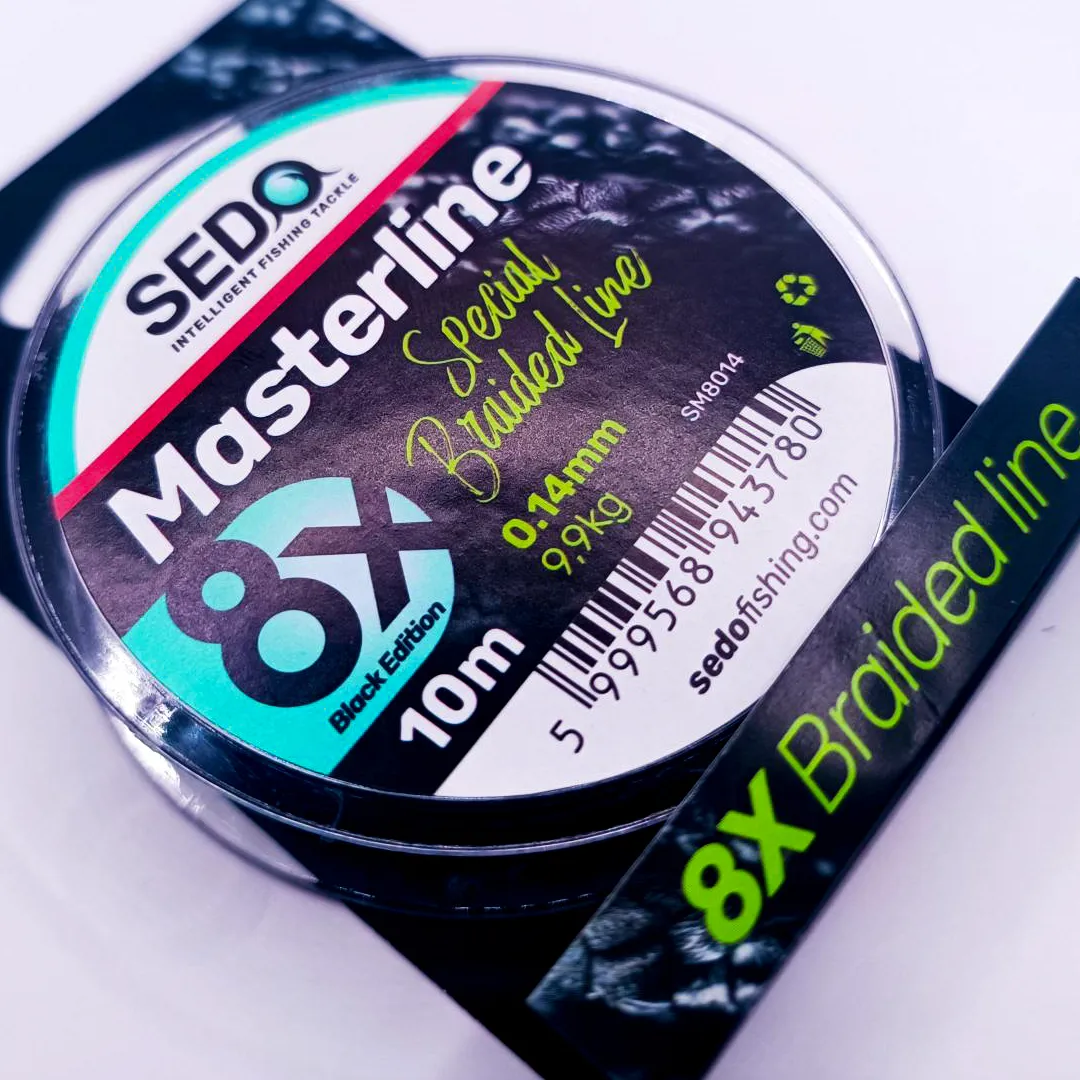 SEDO
INTELLIGENT FISHING TACKLE
Masterline
Special
Braided Line
8X
Black Edition
0.14mm
9,9Kg
10m
SM8014
5 999568 943780
sedofishing.com
8X Braided line